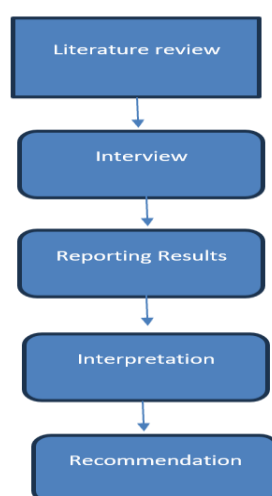 Literature review
Interview
Reporting Results
Interpretation
Recommendation